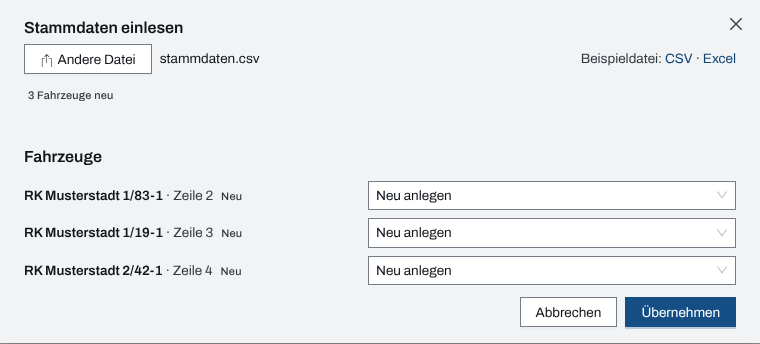 Stammdaten einlesen
Andere Datei stammdaten.csv Beispieldatei: CSV · Excel
3 Fahrzeuge neu
Fahrzeuge
RK Musterstadt 1/83-1 · Zeile 2 Neu Neu anlegen
RK Musterstadt 1/19-1 · Zeile 3 Neu Neu anlegen
RK Musterstadt 2/42-1 · Zeile 4 Neu Neu anlegen
Abbrechen Übernehmen